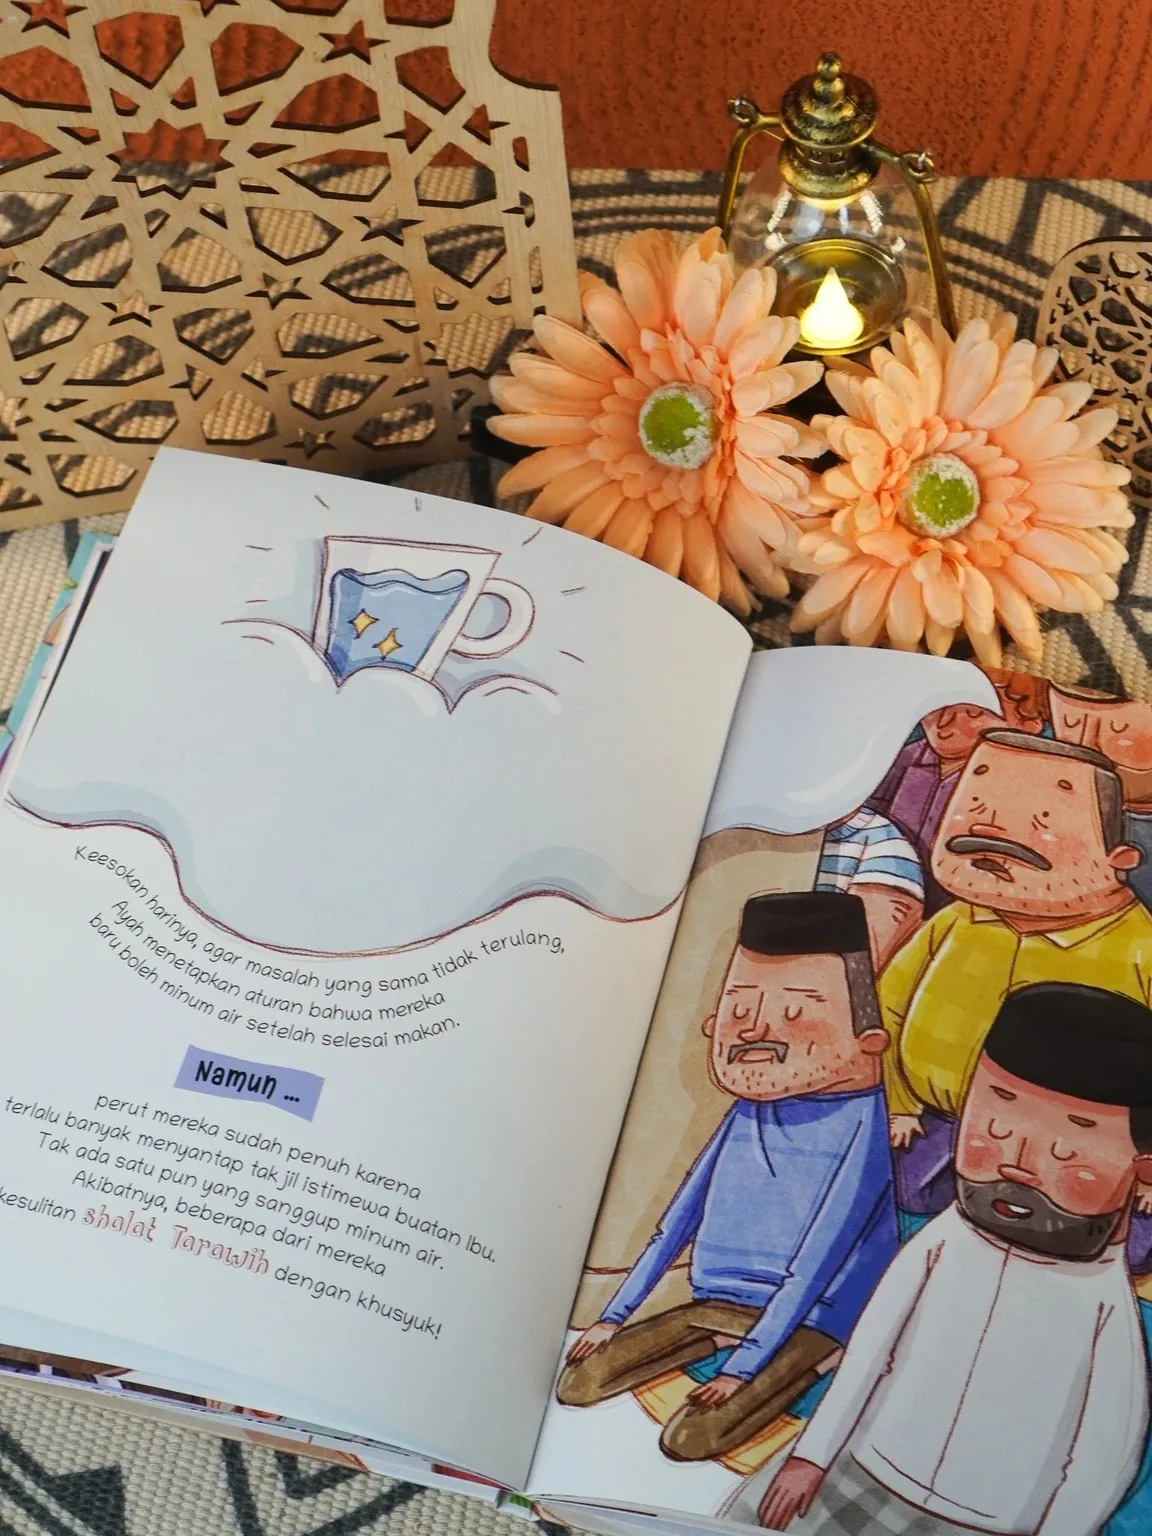 Keesokan harinya, agar masalah yang sama tidak terulang,
Ayah menetapkan aturan bahwa mereka
baru boleh minum air setelah selesai makan.
Namun ...
perut mereka sudah penuh karena
terlalu banyak menyantap takjil istimewa buatan Ibu.
Tak ada satu pun yang sanggup minum air.
Akibatnya, beberapa dari mereka
kesulitan shalat Tarawih dengan khusyuk!